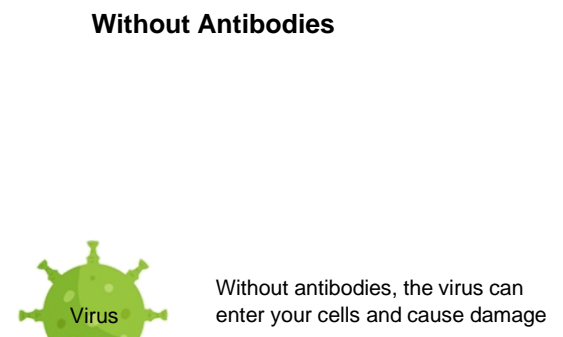 Without Antibodies
Without antibodies, the virus can
Virus
enter your cells and cause damage